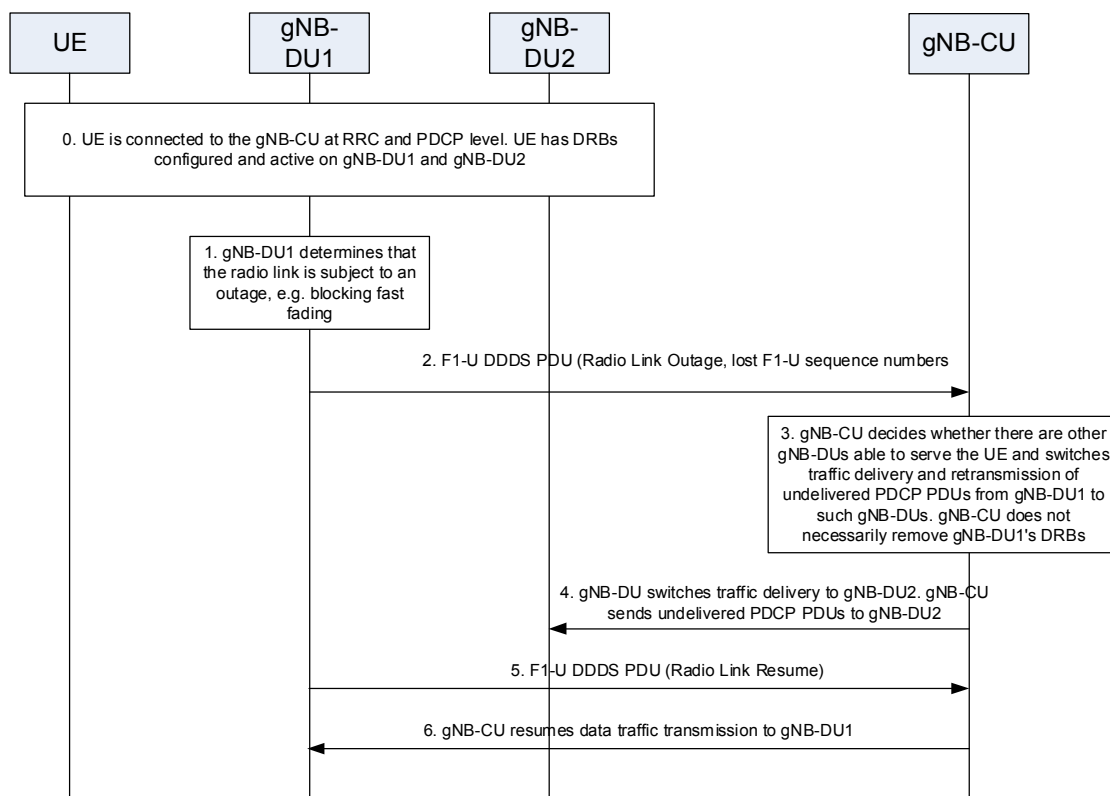 UE
gNB-
DU1
gNB-
DU2
gNB-CU
0. UE is connected to the gNB-CU at RRC and PDCP level. UE has DRBs
configured and active on gNB-DU1 and gNB-DU2
1. gNB-DU1 determines that
the radio link is subject to an
outage, e.g. blocking fast
fading
2. F1-U DDDS PDU (Radio Link Outage, lost F1-U sequence numbers
3. gNB-CU decides whether there are other
gNB-DUs able to serve the UE and switches
traffic delivery and retransmission of
undelivered PDCP PDUs from gNB-DU1 to
such gNB-DUs. gNB-CU does not
necessarily remove gNB-DU1's DRBs
4. gNB-DU switches traffic delivery to gNB-DU2. gNB-CU
sends undelivered PDCP PDUs to gNB-DU2
5. F1-U DDDS PDU (Radio Link Resume)
6. gNB-CU resumes data traffic transmission to gNB-DU1